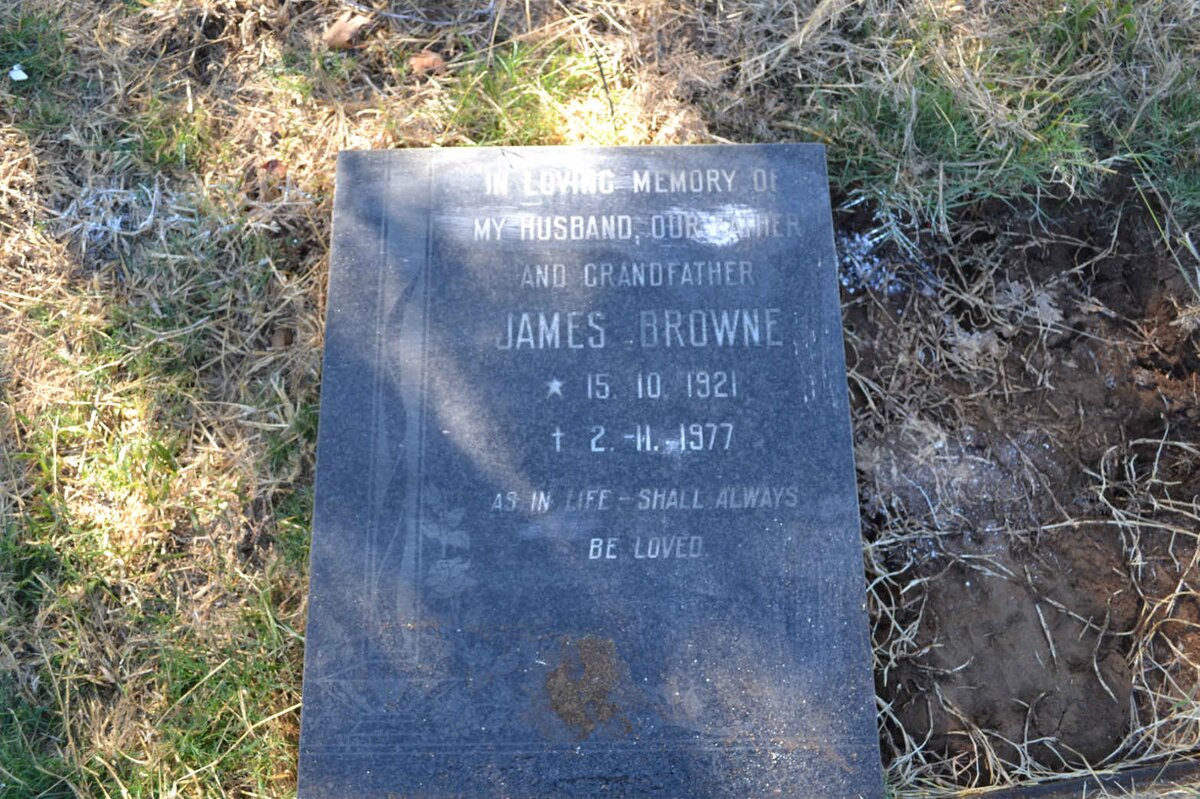 IN LOVING MEMORY OF
MY HUSBAND, OUR FATHER
AND GRANDFATHER
JAMES BROWNE
★ 15. 10 1921
† 2. -11.-1977
AS IN LIFE – SHALL ALWAYS
BE LOVED.